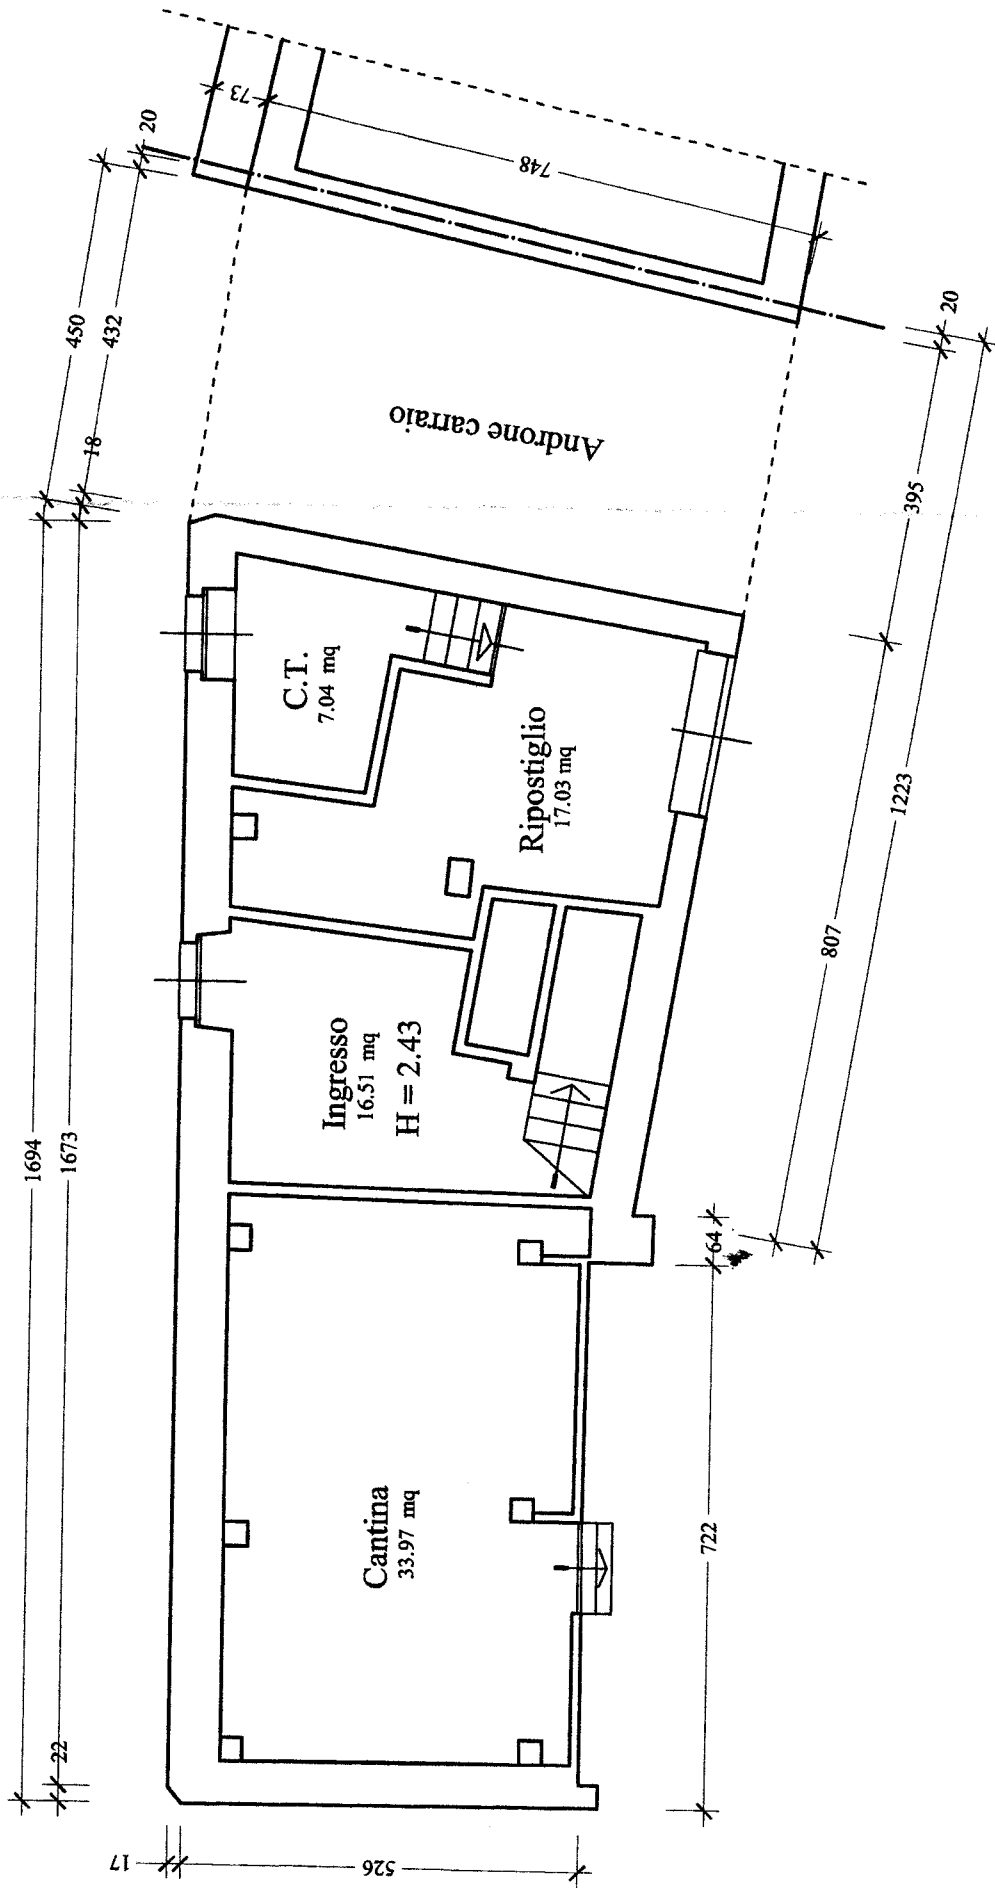 73
20
748
450
432
18
20
Androne carraio
395
C.T.
7.04 mq
Ripostiglio
17.03 mq
1223
807
Ingresso
16.51 mq
H = 2.43
1694
1673
64
Cantina
33.97 mq
722
22
17
526